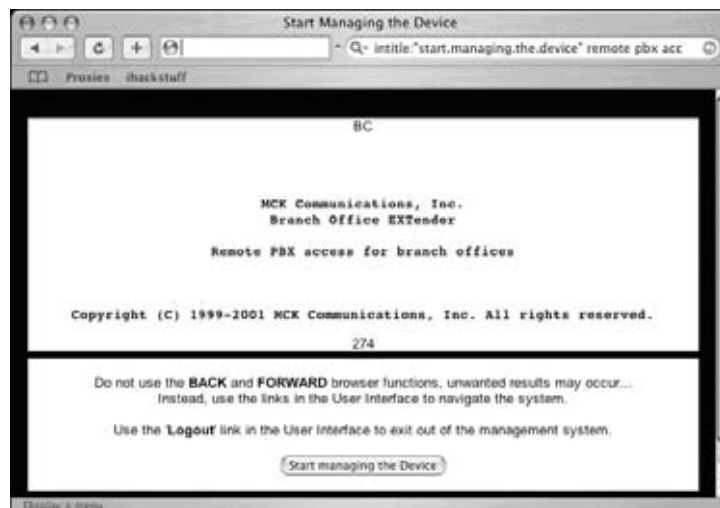 Start Managing the Device
intitle:"start.managing.the.device" remote pbx acc
Proxies ihackstuff
BC
MCK Communications, Inc.
Branch Office EXTender
Remote PBX access for branch offices
Copyright (C) 1999-2001 MCK Communications, Inc. All rights reserved.
274
Do not use the BACK and FORWARD browser functions, unwanted results may occur...
Instead, use the links in the User Interface to navigate the system.
Use the 'Logout' link in the User Interface to exit out of the management system.
Start managing the Device
Display a menu